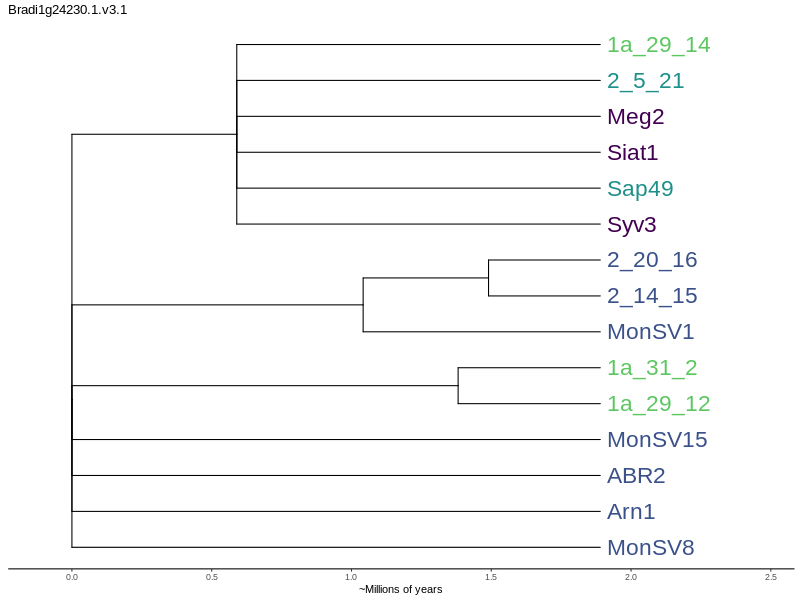 Bradi1g24230.1.v3.1
1a_29_14
2_5_21
Meg2
Siat1
Sap49
Syv3
2_20_16
2_14_15
MonSV1
1a_31_2
1a_29_12
MonSV15
ABR2
Arn1
MonSV8
0.0 0.5 1.0 1.5 2.0 2.5
~Millions of years